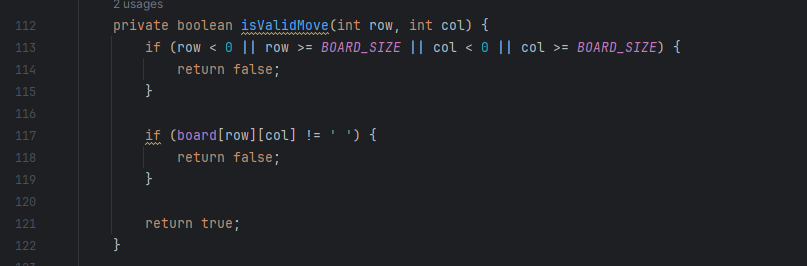 2 usages
112 private boolean isValidMove(int row, int col) {
113 if (row < 0 || row >= BOARD_SIZE || col < 0 || col >= BOARD_SIZE) {
114 return false;
115 }
116
117 if (board[row][col] != ' ') {
118 return false;
119 }
120
121 return true;
122 }